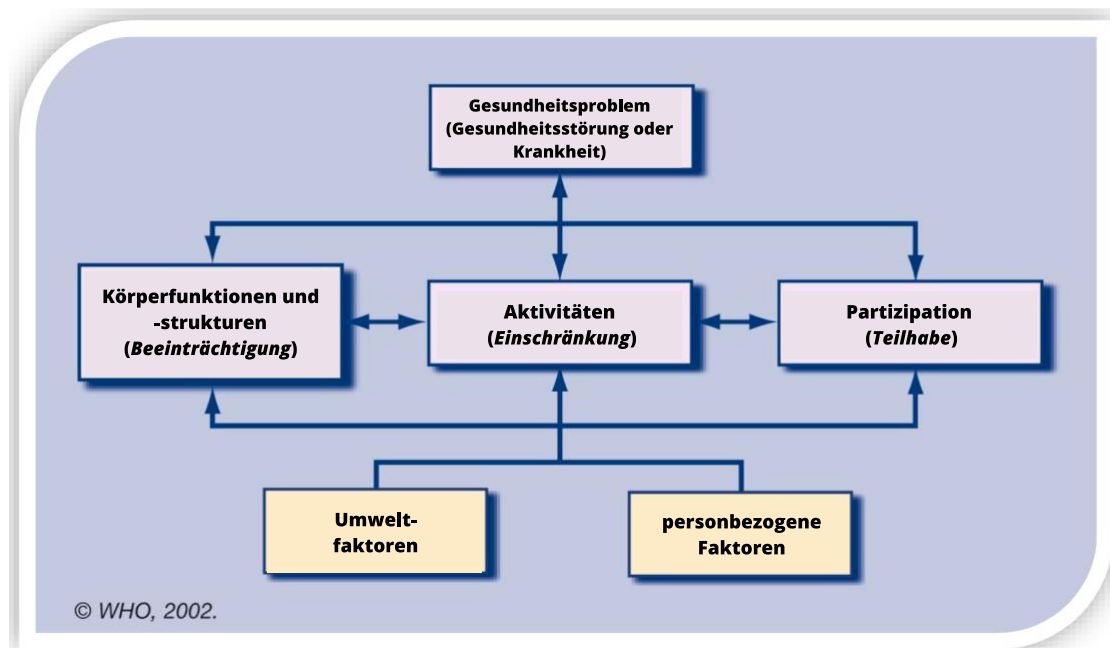 Gesundheitsproblem
(Gesundheitsstörung oder
Krankheit)
Körperfunktionen und
-strukturen
(Beeinträchtigung)
Aktivitäten
(Einschränkung)
Partizipation
(Teilhabe)
Umwelt-
faktoren
personbezogene
Faktoren
© WHO, 2002.